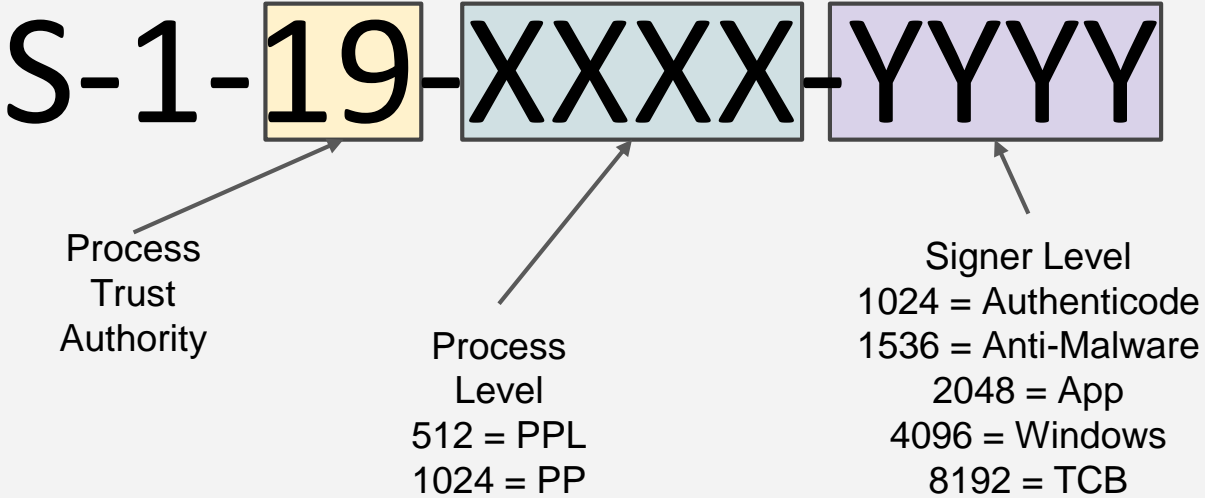 S-1-19-XXXX-YYYY
Process
Trust
Authority
Process
Level
512 = PPL
1024 = PP
Signer Level
1024 = Authenticode
1536 = Anti-Malware
2048 = App
4096 = Windows
8192 = TCB